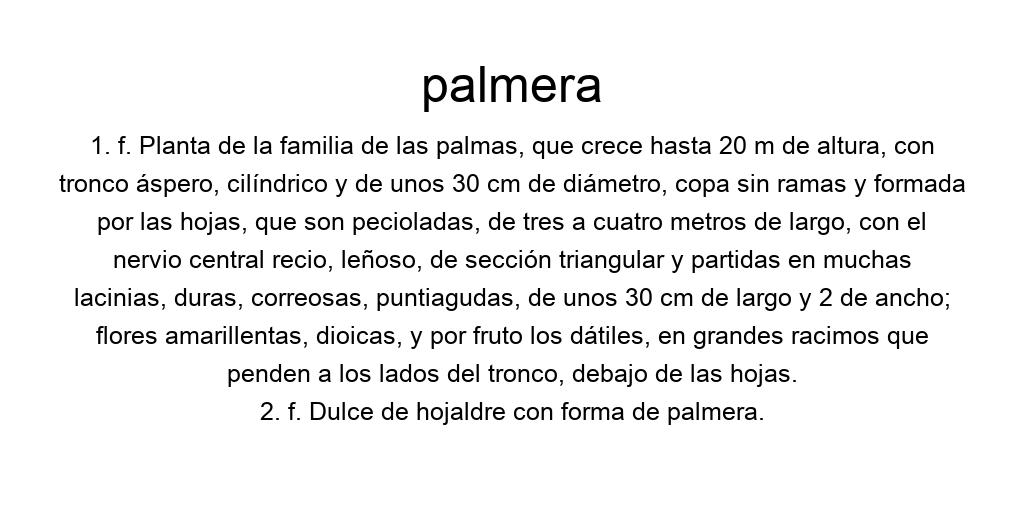 palmera
1. f. Planta de la familia de las palmas, que crece hasta 20 m de altura, con
tronco áspero, cilíndrico y de unos 30 cm de diámetro, copa sin ramas y formada
por las hojas, que son pecioladas, de tres a cuatro metros de largo, con el
nervio central recio, leñoso, de sección triangular y partidas en muchas
lacinias, duras, correosas, puntiagudas, de unos 30 cm de largo y 2 de ancho;
flores amarillentas, dioicas, y por fruto los dátiles, en grandes racimos que
penden a los lados del tronco, debajo de las hojas.
2. f. Dulce de hojaldre con forma de palmera.